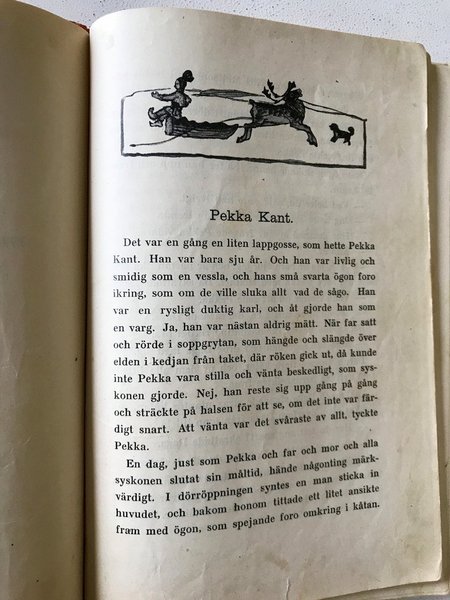 Pekka Kant.
Det var en gång en liten lappgosse, som hette Pekka
Kant. Han var bara sju år. Och han var livlig och
smidig som en vessla, och hans små svarta ögon foro
ikring, som om de ville sluka allt vad de sågo. Han
var en rysligt duktig karl, och åt gjorde han som
en varg. Ja, han var nästan aldrig mätt. När far satt
och rörde i soppgrytan, som hängde och slängde över
elden i kedjan från taket, där röken gick ut, då kunde
inte Pekka vara stilla och vänta beskedligt, som sys-
konen gjorde. Nej, han reste sig upp gång på gång
och sträckte på halsen för att se, om det inte var fär-
digt snart. Att vänta var det svåraste av allt, tyckte
Pekka.
En dag, just som Pekka och far och mor och alla
syskonen slutat sin måltid, hände någonting märk-
värdigt. I dörröppningen syntes en man sticka in
huvudet, och bakom honom tittade ett litet ansikte
fram med ögon, som spejande foro omkring i kåtan.